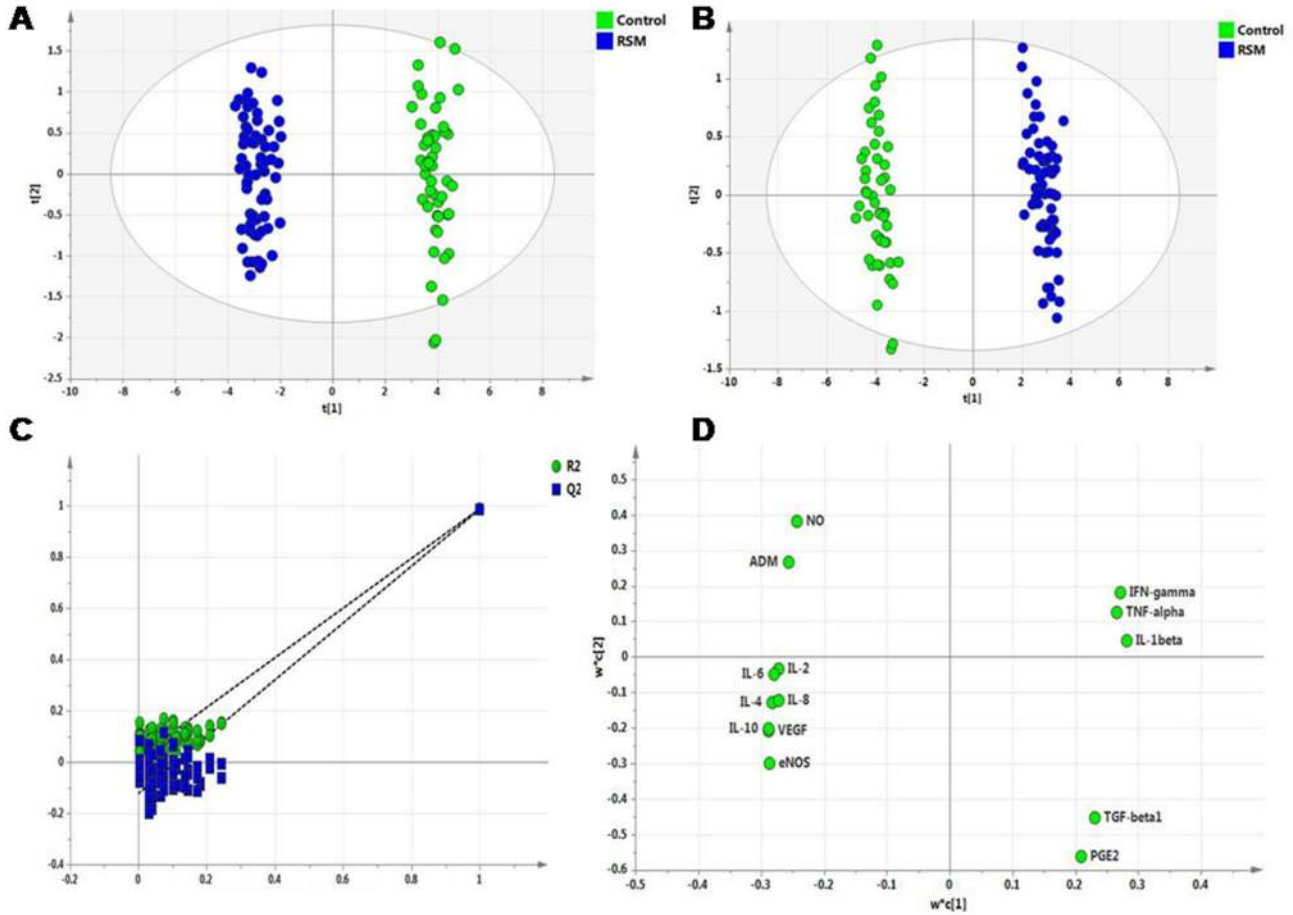 A
Control
RSM
t[2]
1.5
1
0.5
0
-0.5
-1
-1.5
-2
-2.5
-10 -8 -6 -4 -2 0 2 4 6 8
t[1]
B
Control
RSM
t[2]
1
0.5
0
-0.5
-1
-1.5
-10 -8 -6 -4 -2 0 2 4 6 8
t[1]
C
R2
Q2
1
0.8
0.6
0.4
0.2
0
-0.2
-0.4
-0.2 0 0.2 0.4 0.6 0.8 1
D
w*c[2]
0.5
0.4
0.3
0.2
0.1
0
-0.1
-0.2
-0.3
-0.4
-0.5
-0.6
NO
ADM
IFN-gamma
TNF-alpha
IL-1beta
IL-6 IL-2
IL-4 IL-8
IL-10 VEGF
eNOS
TGF-beta1
PGE2
-0.5 -0.4 -0.3 -0.2 -0.1 0 0.1 0.2 0.3 0.4
w*c[1]